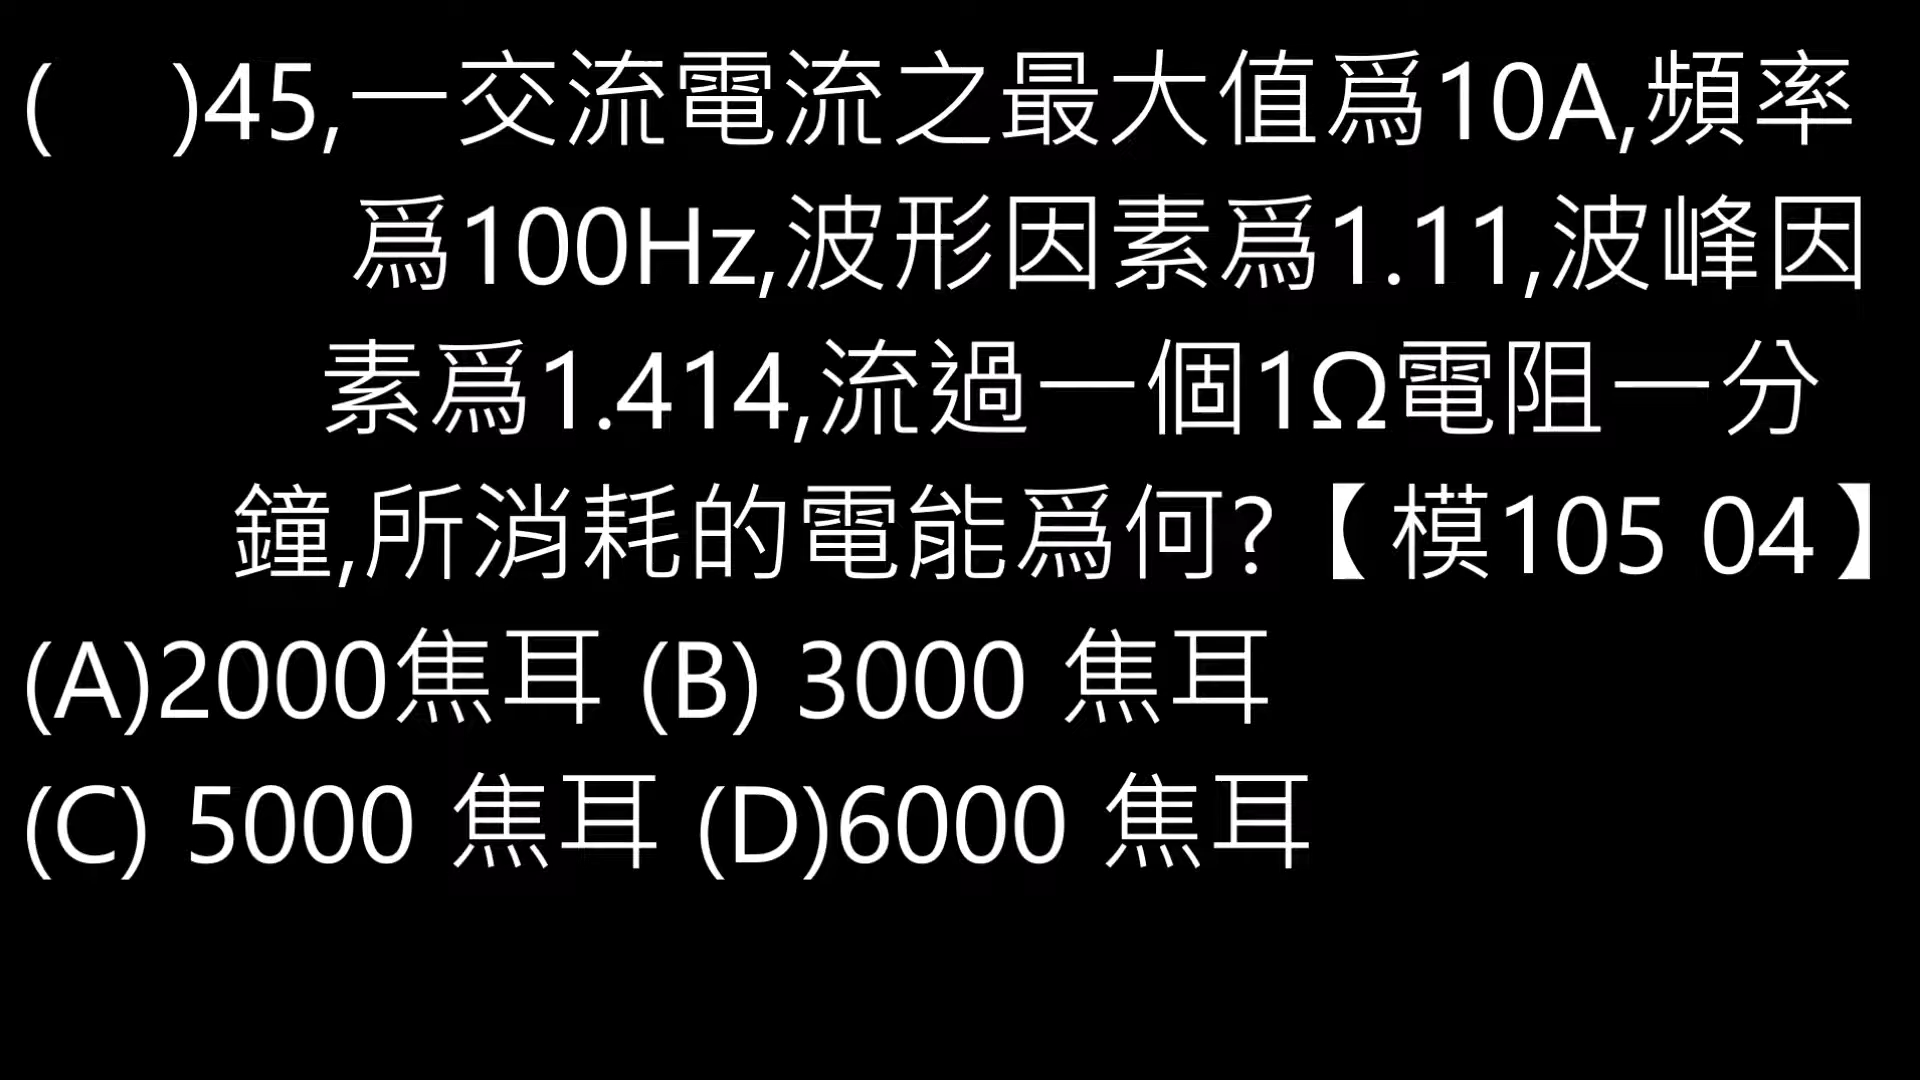 (    )45,一交流電流之最大值爲10A,頻率
爲100Hz,波形因素爲1.11,波峰因
素爲1.414,流過一個1Ω電阻一分
鐘,所消耗的電能爲何?【模105 04】
(A)2000焦耳 (B) 3000 焦耳
(C) 5000 焦耳 (D)6000 焦耳